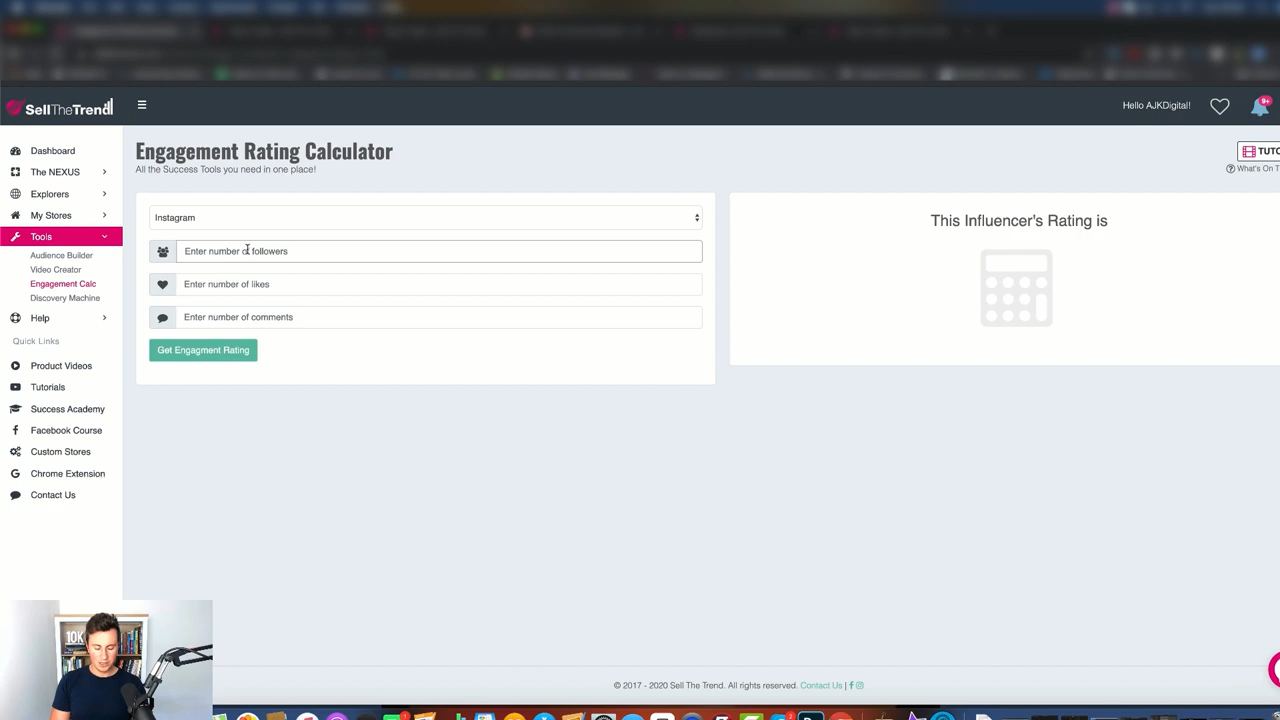 SellTheTrend
Hello AJKDigital!
9+
Dashboard
The NEXUS
Explorers
My Stores
Tools
Audience Builder
Video Creator
Engagement Calc
Discovery Machine
Help
Quick Links
Product Videos
Tutorials
Success Academy
Facebook Course
Custom Stores
Chrome Extension
Contact Us
Engagement Rating Calculator
All the Success Tools you need in one place!
TUTO
What's On T
Instagram
Enter number of followers
Enter number of likes
Enter number of comments
Get Engagment Rating
This Influencer's Rating is
10K
© 2017 - 2020 Sell The Trend. All rights reserved. Contact Us |